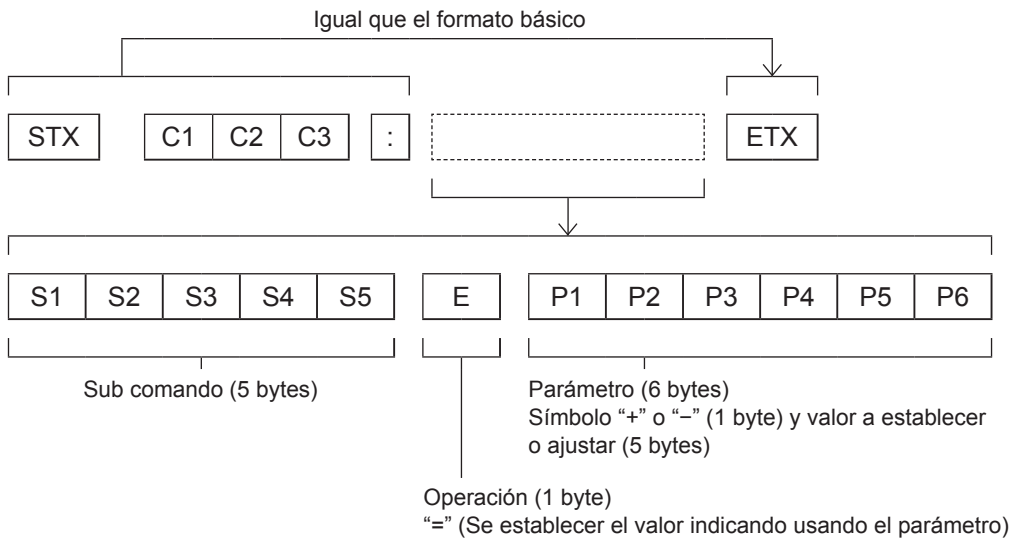 Igual que el formato básico
STX C1 C2 C3 : ETX
S1 S2 S3 S4 S5 E P1 P2 P3 P4 P5 P6
Sub comando (5 bytes)
Parámetro (6 bytes)
Símbolo “+” o “−” (1 byte) y valor a establecer
o ajustar (5 bytes)
Operación (1 byte)
“=” (Se establecer el valor indicando usando el parámetro)